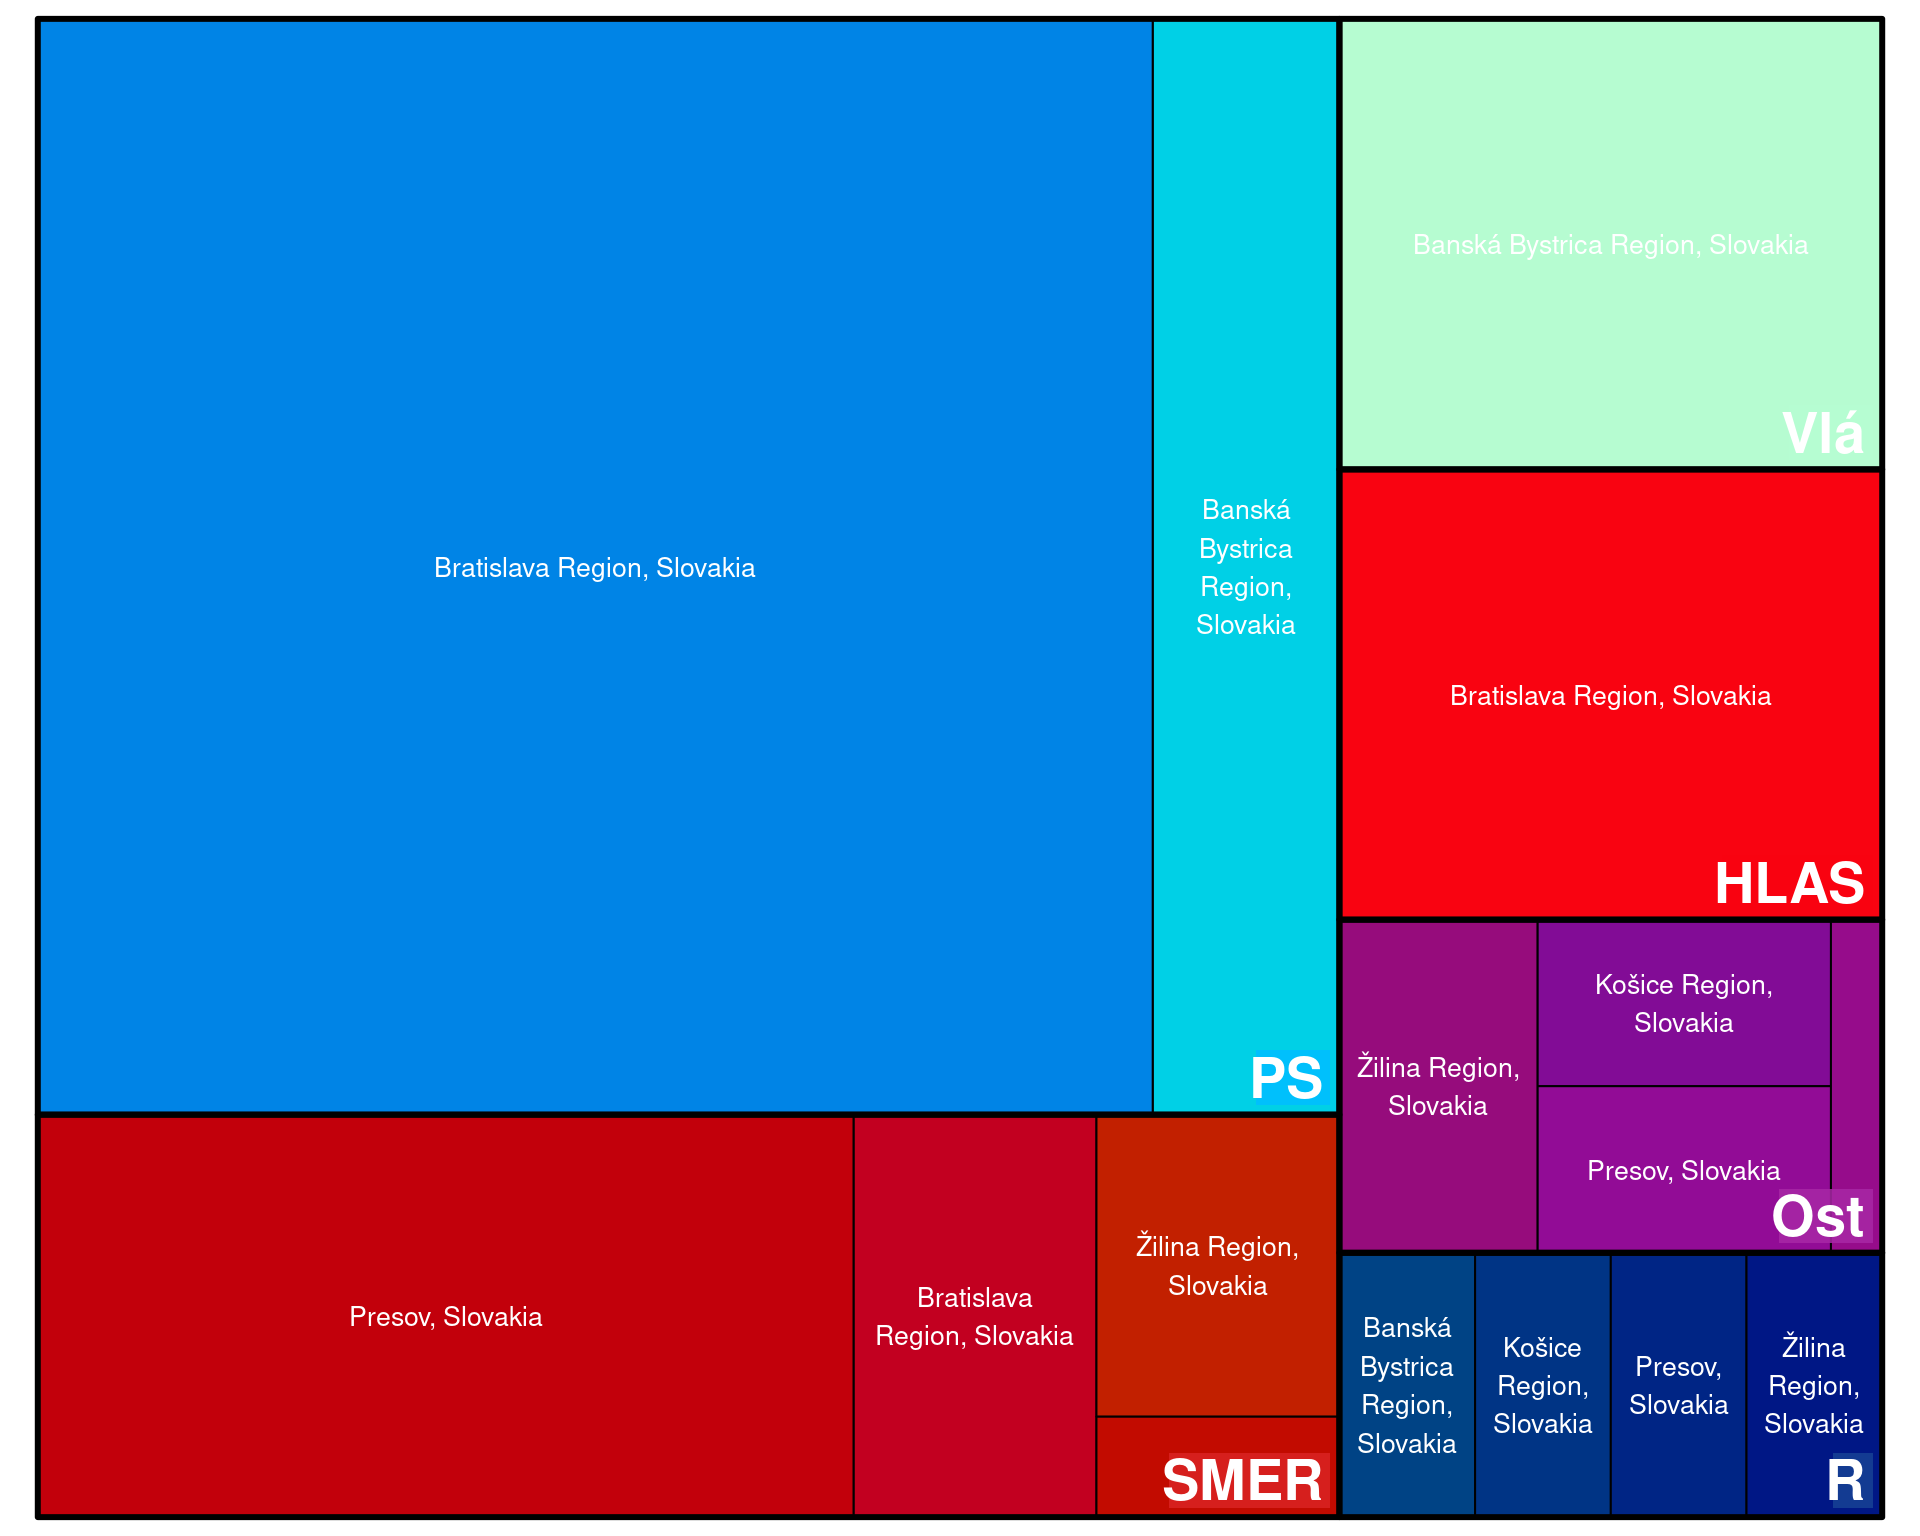 Bratislava Region, Slovakia
Banská
Bystrica
Region,
Slovakia
PS
Presov, Slovakia
Bratislava
Region, Slovakia
Žilina Region,
Slovakia
SMER
Banská Bystrica Region, Slovakia
Vlá
Bratislava Region, Slovakia
HLAS
Žilina Region,
Slovakia
Košice Region,
Slovakia
Presov, Slovakia
Ost
Banská
Bystrica
Region,
Slovakia
Košice
Region,
Slovakia
Presov,
Slovakia
Žilina
Region,
Slovakia
R